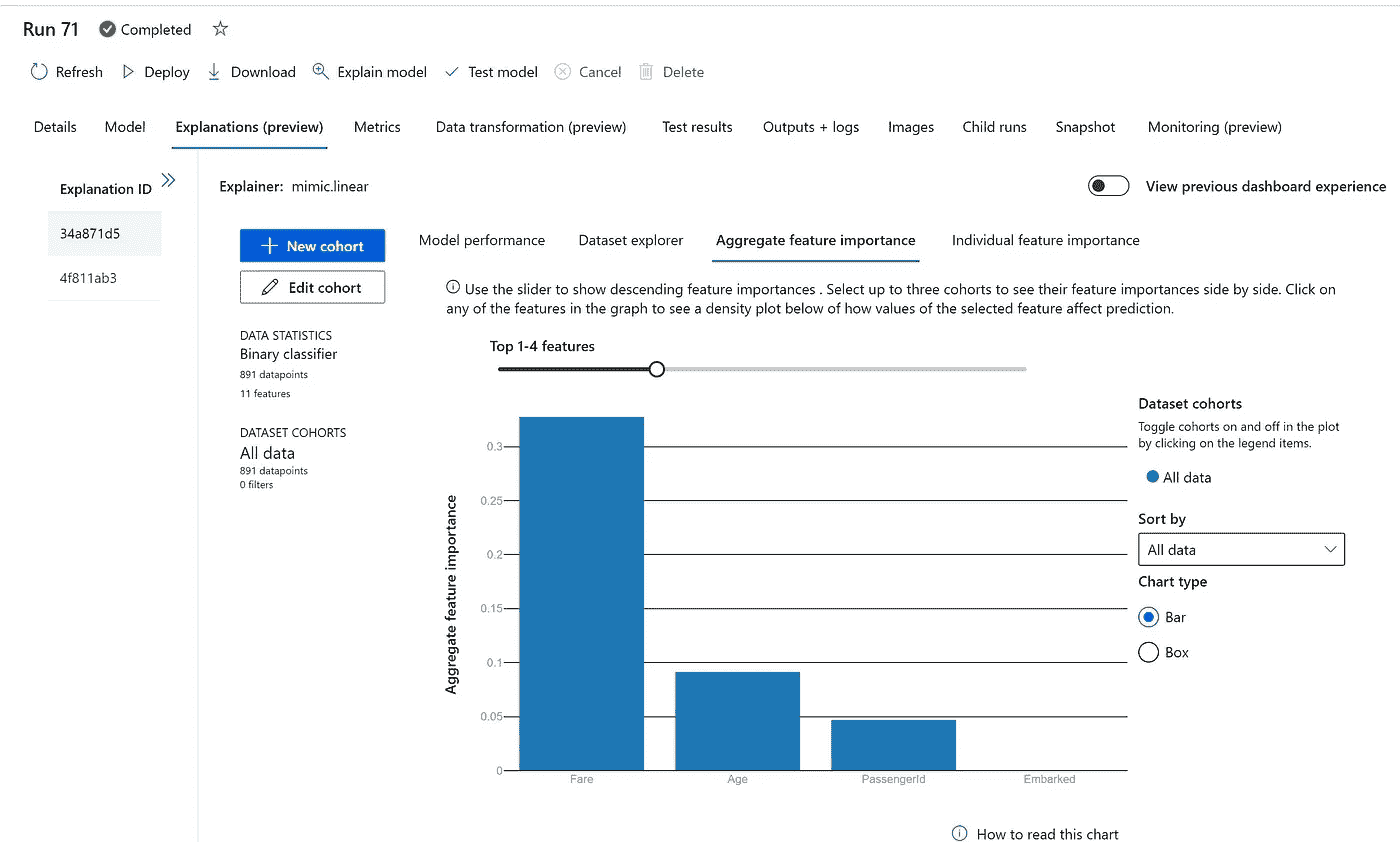 Run 71 Completed
Refresh Deploy Download Explain model Test model Cancel Delete
Details Model Explanations (preview) Metrics Data transformation (preview) Test results Outputs + logs Images Child runs Snapshot Monitoring (preview)
Explanation ID
34a871d5
4f811ab3
Explainer: mimic.linear
View previous dashboard experience
New cohort
Edit cohort
DATA STATISTICS
Binary classifier
891 datapoints
11 features
DATASET COHORTS
All data
891 datapoints
0 filters
Model performance Dataset explorer Aggregate feature importance Individual feature importance
Use the slider to show descending feature importances . Select up to three cohorts to see their feature importances side by side. Click on
any of the features in the graph to see a density plot below of how values of the selected feature affect prediction.
Top 1-4 features
Aggregate feature importance
0.3
0.25
0.2
0.15
0.1
0.05
0
Fare Age PassengerId Embarked
Dataset cohorts
Toggle cohorts on and off in the plot
by clicking on the legend items.
All data
Sort by
All data
Chart type
Bar
Box
How to read this chart